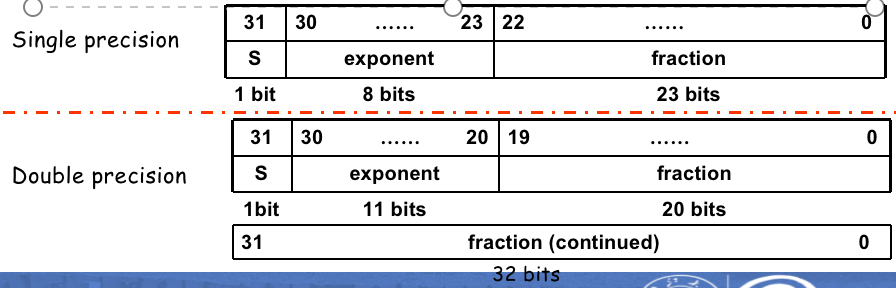 31 30 …… 23 22 …… 0
Single precision
S exponent fraction
1 bit 8 bits 23 bits
31 30 …… 20 19 …… 0
Double precision S exponent fraction
1bit 11 bits 20 bits
31 fraction (continued) 0
32 bits